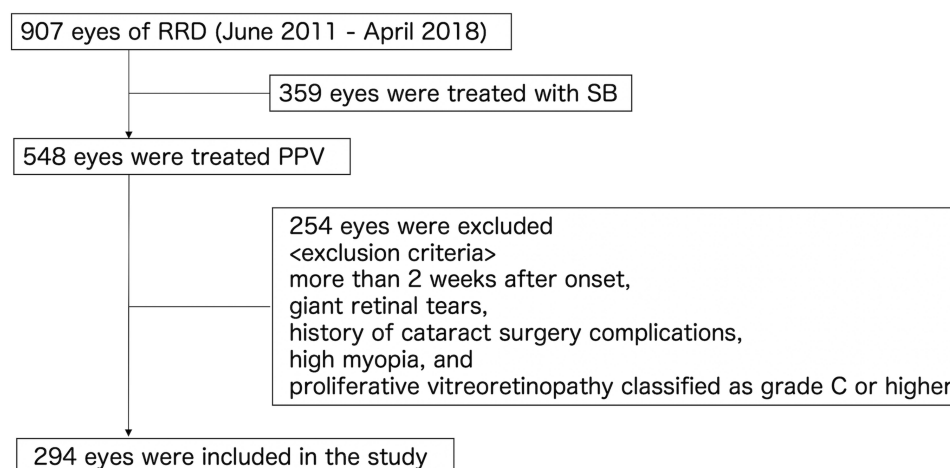 907 eyes of RRD (June 2011 - April 2018)
359 eyes were treated with SB
548 eyes were treated PPV
254 eyes were excluded
<exclusion criteria>
more than 2 weeks after onset,
giant retinal tears,
history of cataract surgery complications,
high myopia, and
proliferative vitreoretinopathy classified as grade C or higher
294 eyes were included in the study